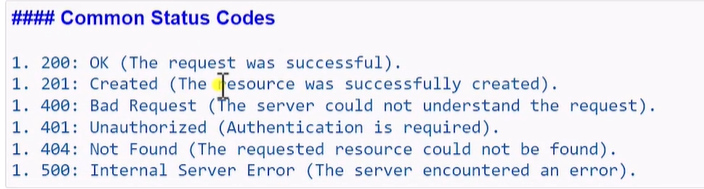 #### Common Status Codes
1. 200: OK (The request was successful).
1. 201: Created (The resource was successfully created).
1. 400: Bad Request (The server could not understand the request).
1. 401: Unauthorized (Authentication is required).
1. 404: Not Found (The requested resource could not be found).
1. 500: Internal Server Error (The server encountered an error).